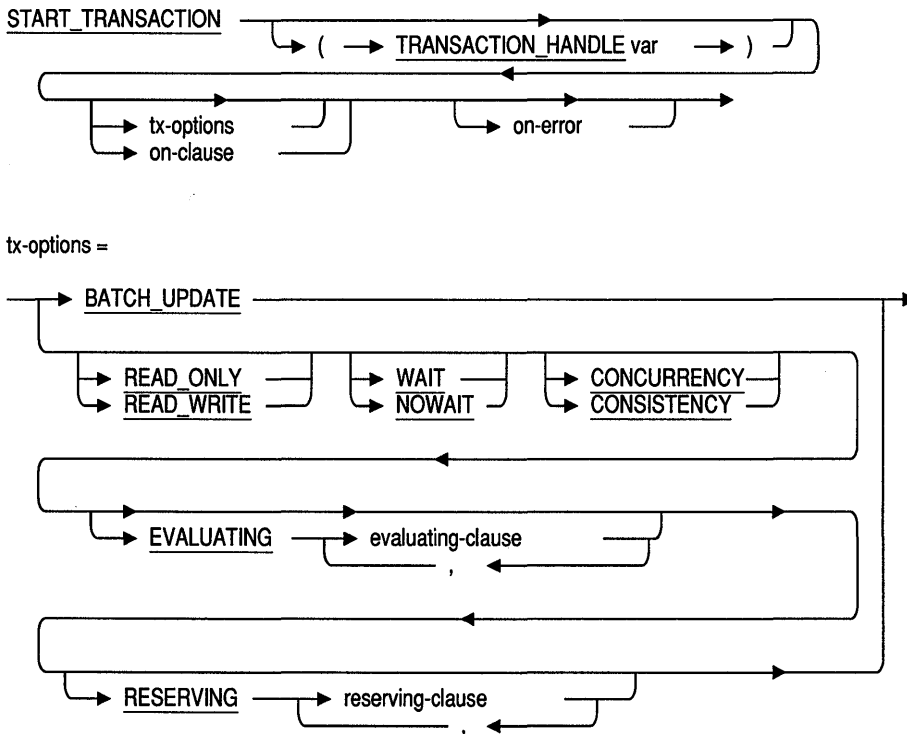 START_TRANSACTION
( TRANSACTION_HANDLE var )
tx-options on-error
on-clause
tx-options =
BATCH_UPDATE
READ_ONLY WAIT CONCURRENCY
READ_WRITE NOWAIT CONSISTENCY
EVALUATING evaluating-clause
,
RESERVING reserving-clause
,